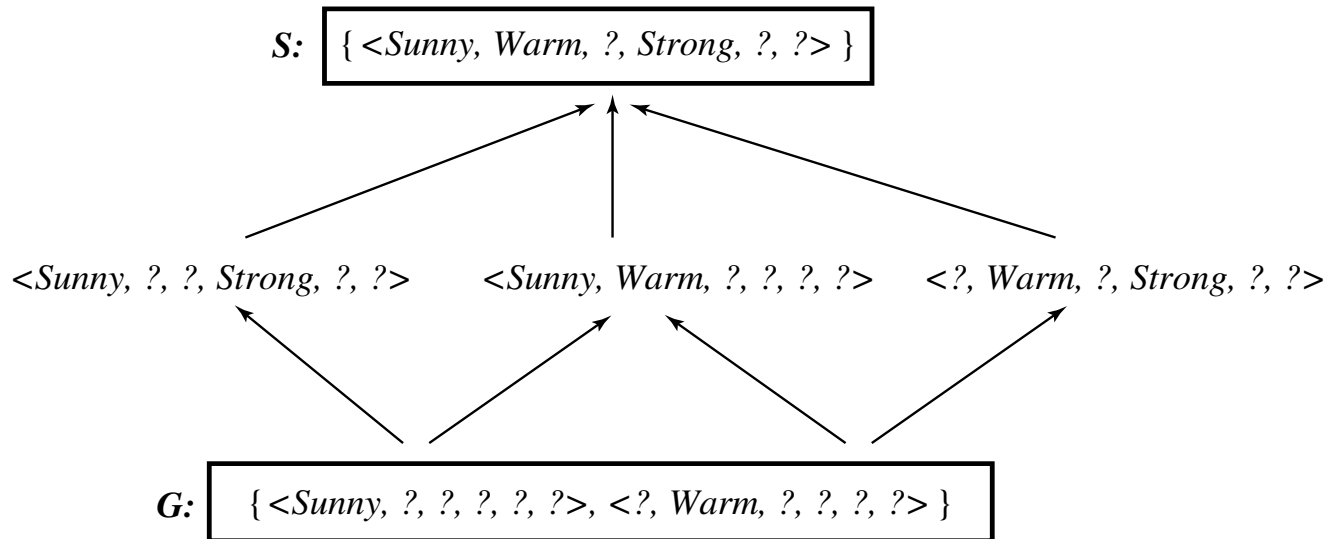 S: { <Sunny, Warm, ?, Strong, ?, ?> }
<Sunny, ?, ?, Strong, ?, ?> <Sunny, Warm, ?, ?, ?, ?> <?, Warm, ?, Strong, ?, ?>
G: { <Sunny, ?, ?, ?, ?, ?>, <?, Warm, ?, ?, ?, ?> }